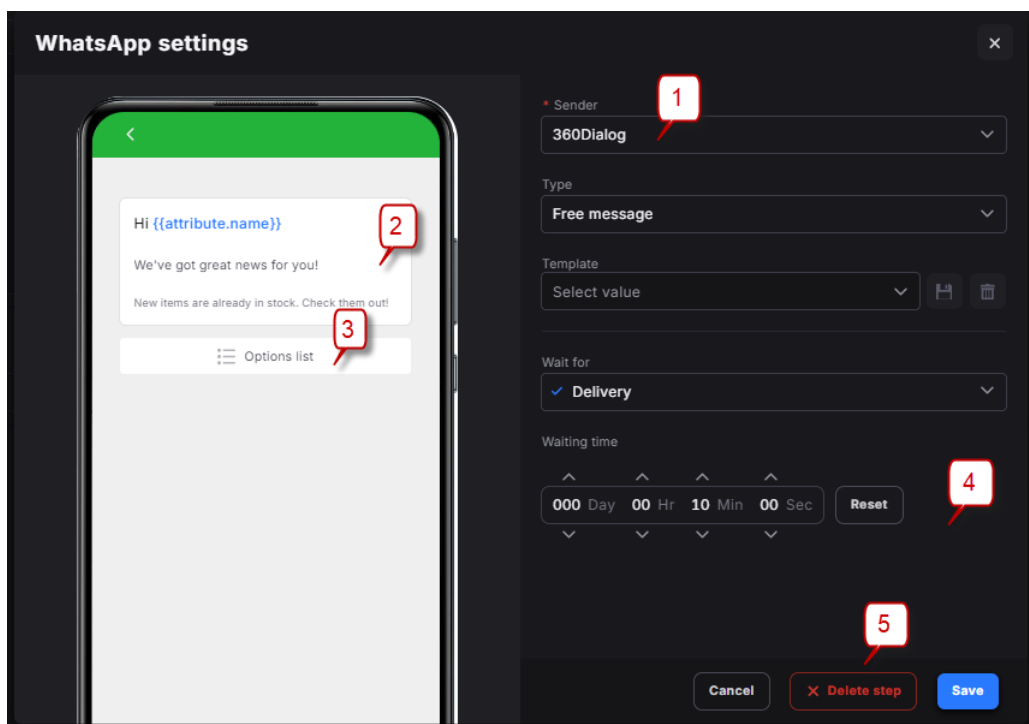 WhatsApp settings
1
* Sender
360Dialog
Type
Free message
Hi {{attribute.name}}
2
We've got great news for you!
New items are already in stock. Check them out!
3
Options list
Template
Select value
Wait for
Delivery
Waiting time
4
000 Day 00 Hr 10 Min 00 Sec Reset
5
Cancel Delete step Save